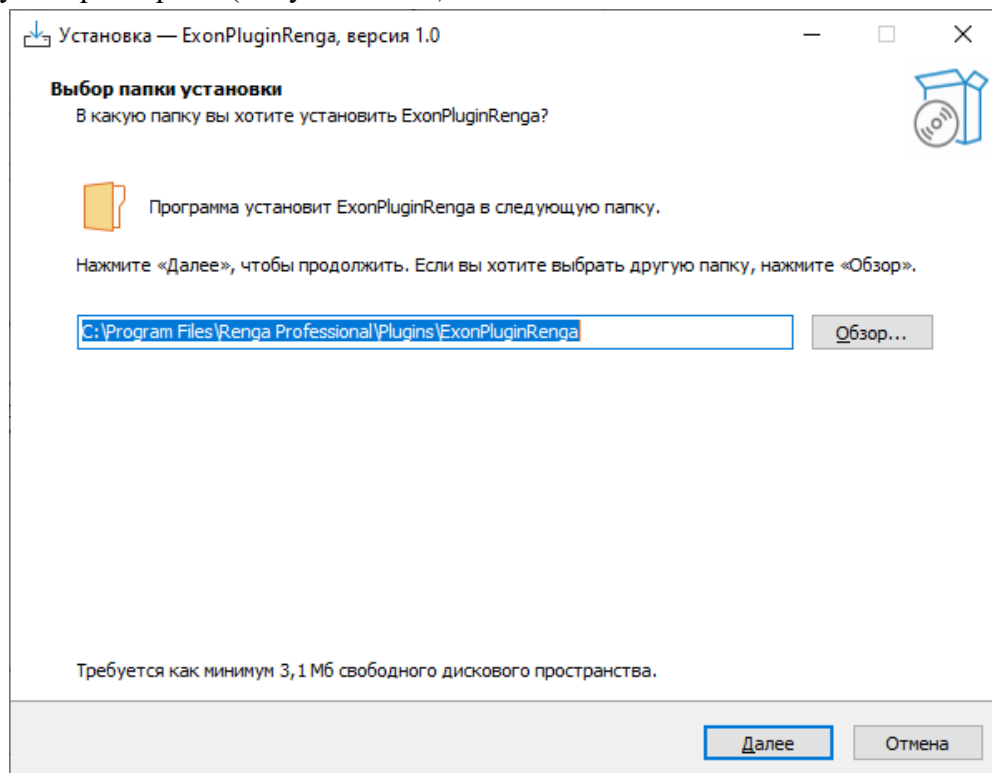 Установка — ExonPluginRenga, версия 1.0
Выбор папки установки
В какую папку вы хотите установить ExonPluginRenga?
Программа установит ExonPluginRenga в следующую папку.
Нажмите «Далее», чтобы продолжить. Если вы хотите выбрать другую папку, нажмите «Обзор».
C:\Program Files\Renga Professional\Plugins\ExonPluginRenga
Обзор...
Требуется как минимум 3,1 Мб свободного дискового пространства.
Далее
Отмена